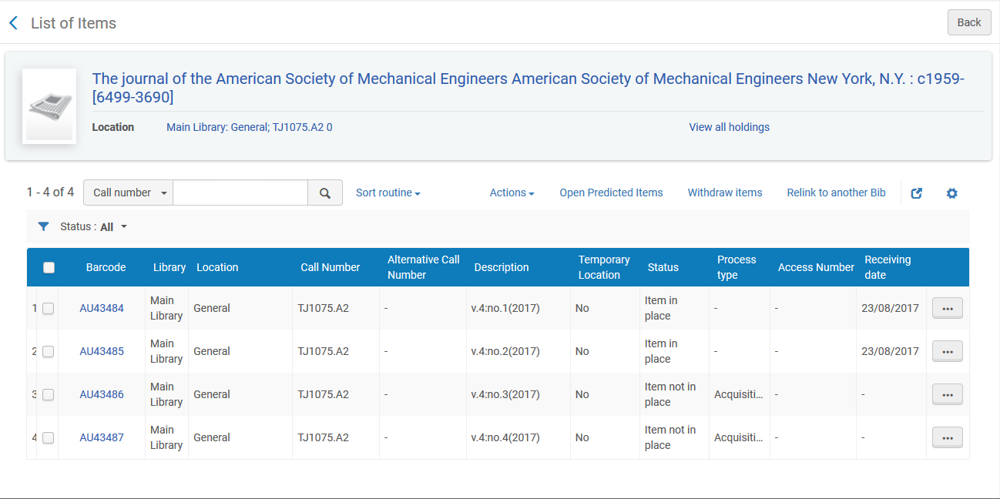 List of Items
Back
The journal of the American Society of Mechanical Engineers American Society of Mechanical Engineers New York, N.Y. : c1959-
[6499-3690]
Location Main Library: General; TJ1075.A2 0 View all holdings
1 - 4 of 4 Call number Sort routine Actions Open Predicted Items Withdraw items Relink to another Bib
Status : All
Barcode Library Location Call Number Alternative Call Number Description Temporary Location Status Process type Access Number Receiving date
1 AU43484 Main Library General TJ1075.A2 - v.4:no.1(2017) No Item in place - - 23/08/2017 •••
2 AU43485 Main Library General TJ1075.A2 - v.4:no.2(2017) No Item in place - - 23/08/2017 •••
3 AU43486 Main Library General TJ1075.A2 - v.4:no.3(2017) No Item not in place Acquisiti... - - •••
4 AU43487 Main Library General TJ1075.A2 - v.4:no.4(2017) No Item not in place Acquisiti... - - •••